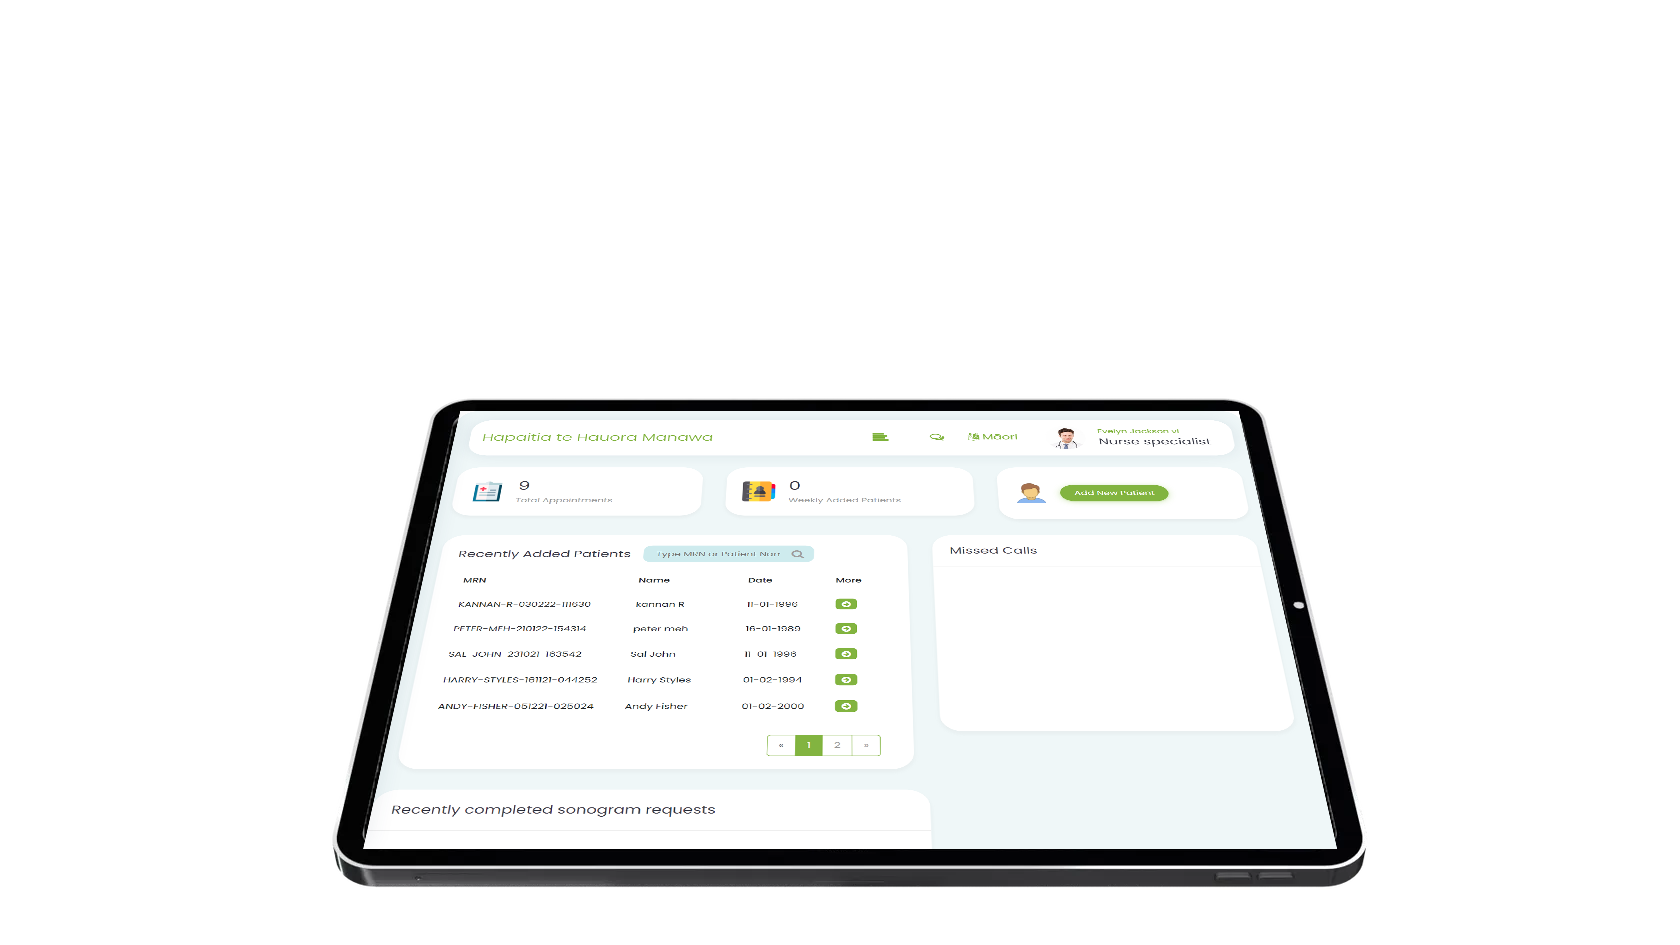 Hapaitia te Hauora Manawa
Māori
Evelyn Jackson vi
Nurse specialist
9
Total Appointments
0
Weekly Added Patients
Add New Patient
Recently Added Patients
Type MRN or Patient Nam
Missed Calls
MRN Name Date More
KANNAN-R-030222-111630 kannan R 11-01-1996
PETER-MEH-210122-154314 peter meh 16-01-1989
SAL-JOHN-231021-163542 Sal John 11-01-1996
HARRY-STYLES-161121-044252 Harry Styles 01-02-1994
ANDY-FISHER-051221-025024 Andy Fisher 01-02-2000
« 1 2 »
Recently completed sonogram requests